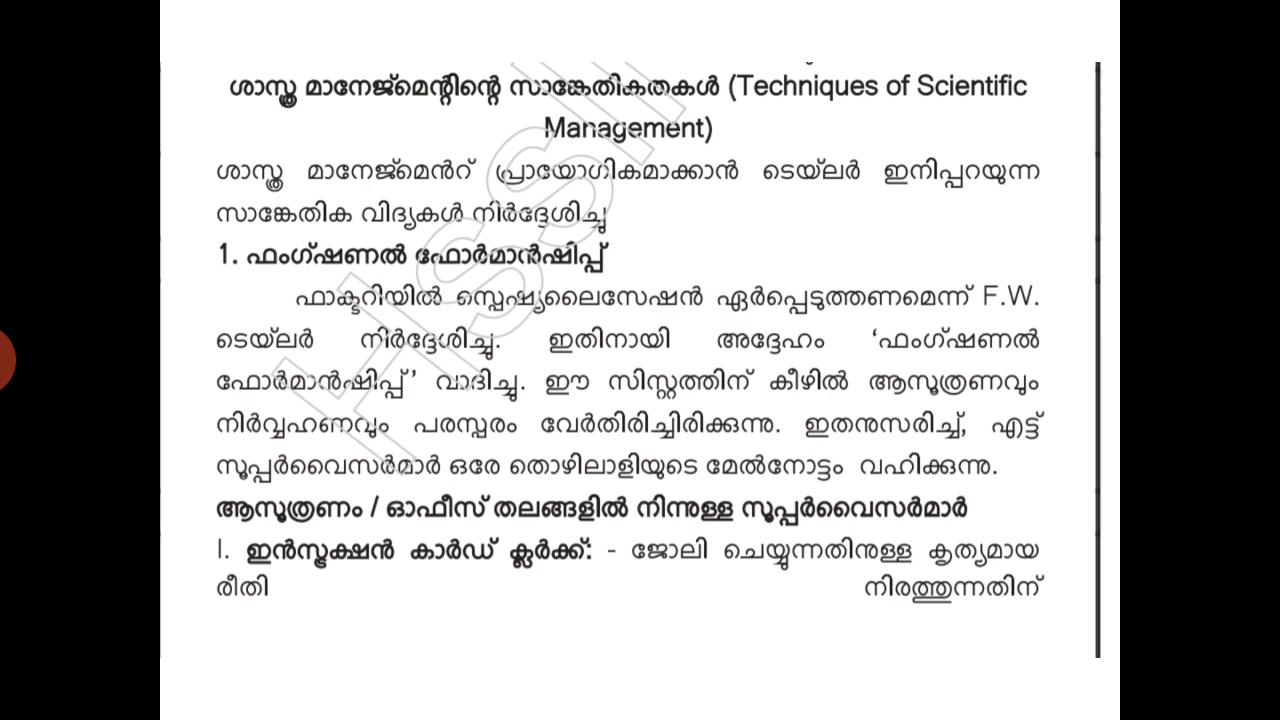 ശാസ്ത്ര മാനേജ്മെന്റിന്റെ സാങ്കേതികതകൾ (Techniques of Scientific
Management)
ശാസ്ത്ര മാനേജ്മെൻറ് പ്രായോഗികമാക്കാൻ ടെയ്‌ലർ ഇനിപ്പറയുന്ന
സാങ്കേതിക വിദ്യകൾ നിർദ്ദേശിച്ചു
1. ഫംഗ്ഷണൽ ഫോർമാൻഷിപ്പ്
ഫാക്ടറിയിൽ സ്പെഷ്യലൈസേഷൻ ഏർപ്പെടുത്തണമെന്ന് F.W.
ടെയ്‌ലർ നിർദ്ദേശിച്ചു. ഇതിനായി അദ്ദേഹം ‘ഫംഗ്ഷണൽ
ഫോർമാൻഷിപ്പ്’ വാദിച്ചു. ഈ സിസ്റ്റത്തിന് കീഴിൽ ആസൂത്രണവും
നിർവ്വഹണവും പരസ്പരം വേർതിരിച്ചിരിക്കുന്നു. ഇതനുസരിച്ച്, എട്ട്
സൂപ്പർവൈസർമാർ ഒരേ തൊഴിലാളിയുടെ മേൽനോട്ടം വഹിക്കുന്നു.
ആസൂത്രണം / ഓഫീസ് തലങ്ങളിൽ നിന്നുള്ള സൂപ്പർവൈസർമാർ
I. ഇൻസ്ട്രക്ഷൻ കാർഡ് ക്ലർക്ക്: - ജോലി ചെയ്യുന്നതിനുള്ള കൃത്യമായ
രീതി നിരത്തുന്നതിന്